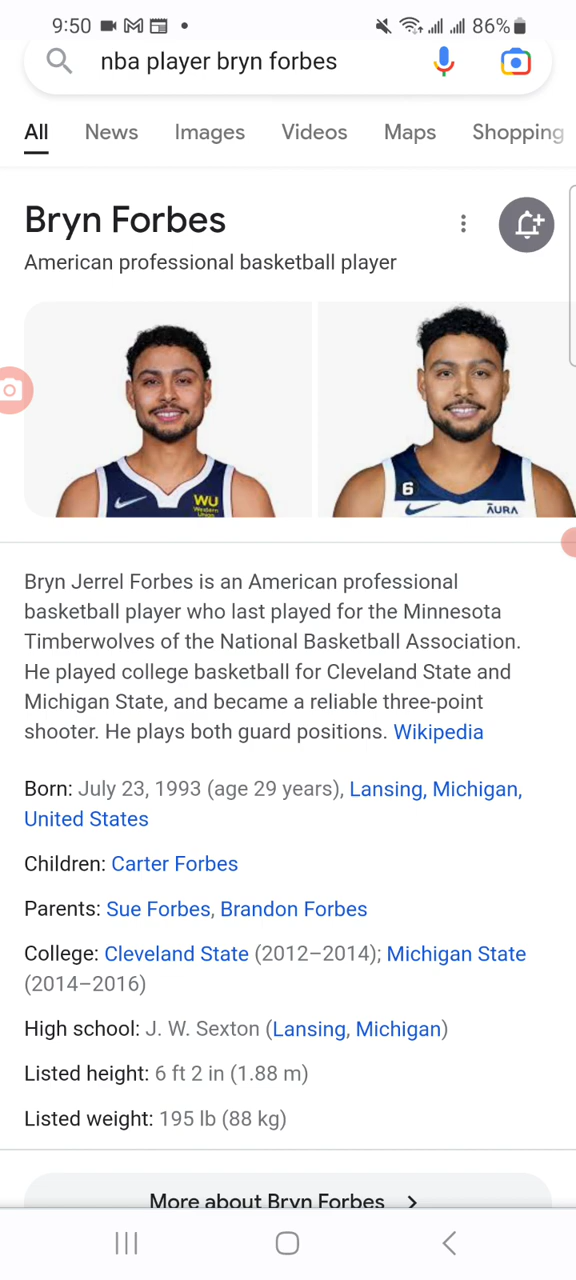 9:50 86%
nba player bryn forbes
All News Images Videos Maps Shopping
Bryn Forbes
American professional basketball player
WU
Western
Union
6
ĀURA
Bryn Jerrel Forbes is an American professional
basketball player who last played for the Minnesota
Timberwolves of the National Basketball Association.
He played college basketball for Cleveland State and
Michigan State, and became a reliable three-point
shooter. He plays both guard positions. Wikipedia
Born: July 23, 1993 (age 29 years), Lansing, Michigan,
United States
Children: Carter Forbes
Parents: Sue Forbes, Brandon Forbes
College: Cleveland State (2012–2014); Michigan State
(2014–2016)
High school: J. W. Sexton (Lansing, Michigan)
Listed height: 6 ft 2 in (1.88 m)
Listed weight: 195 lb (88 kg)
More about Bryn Forbes